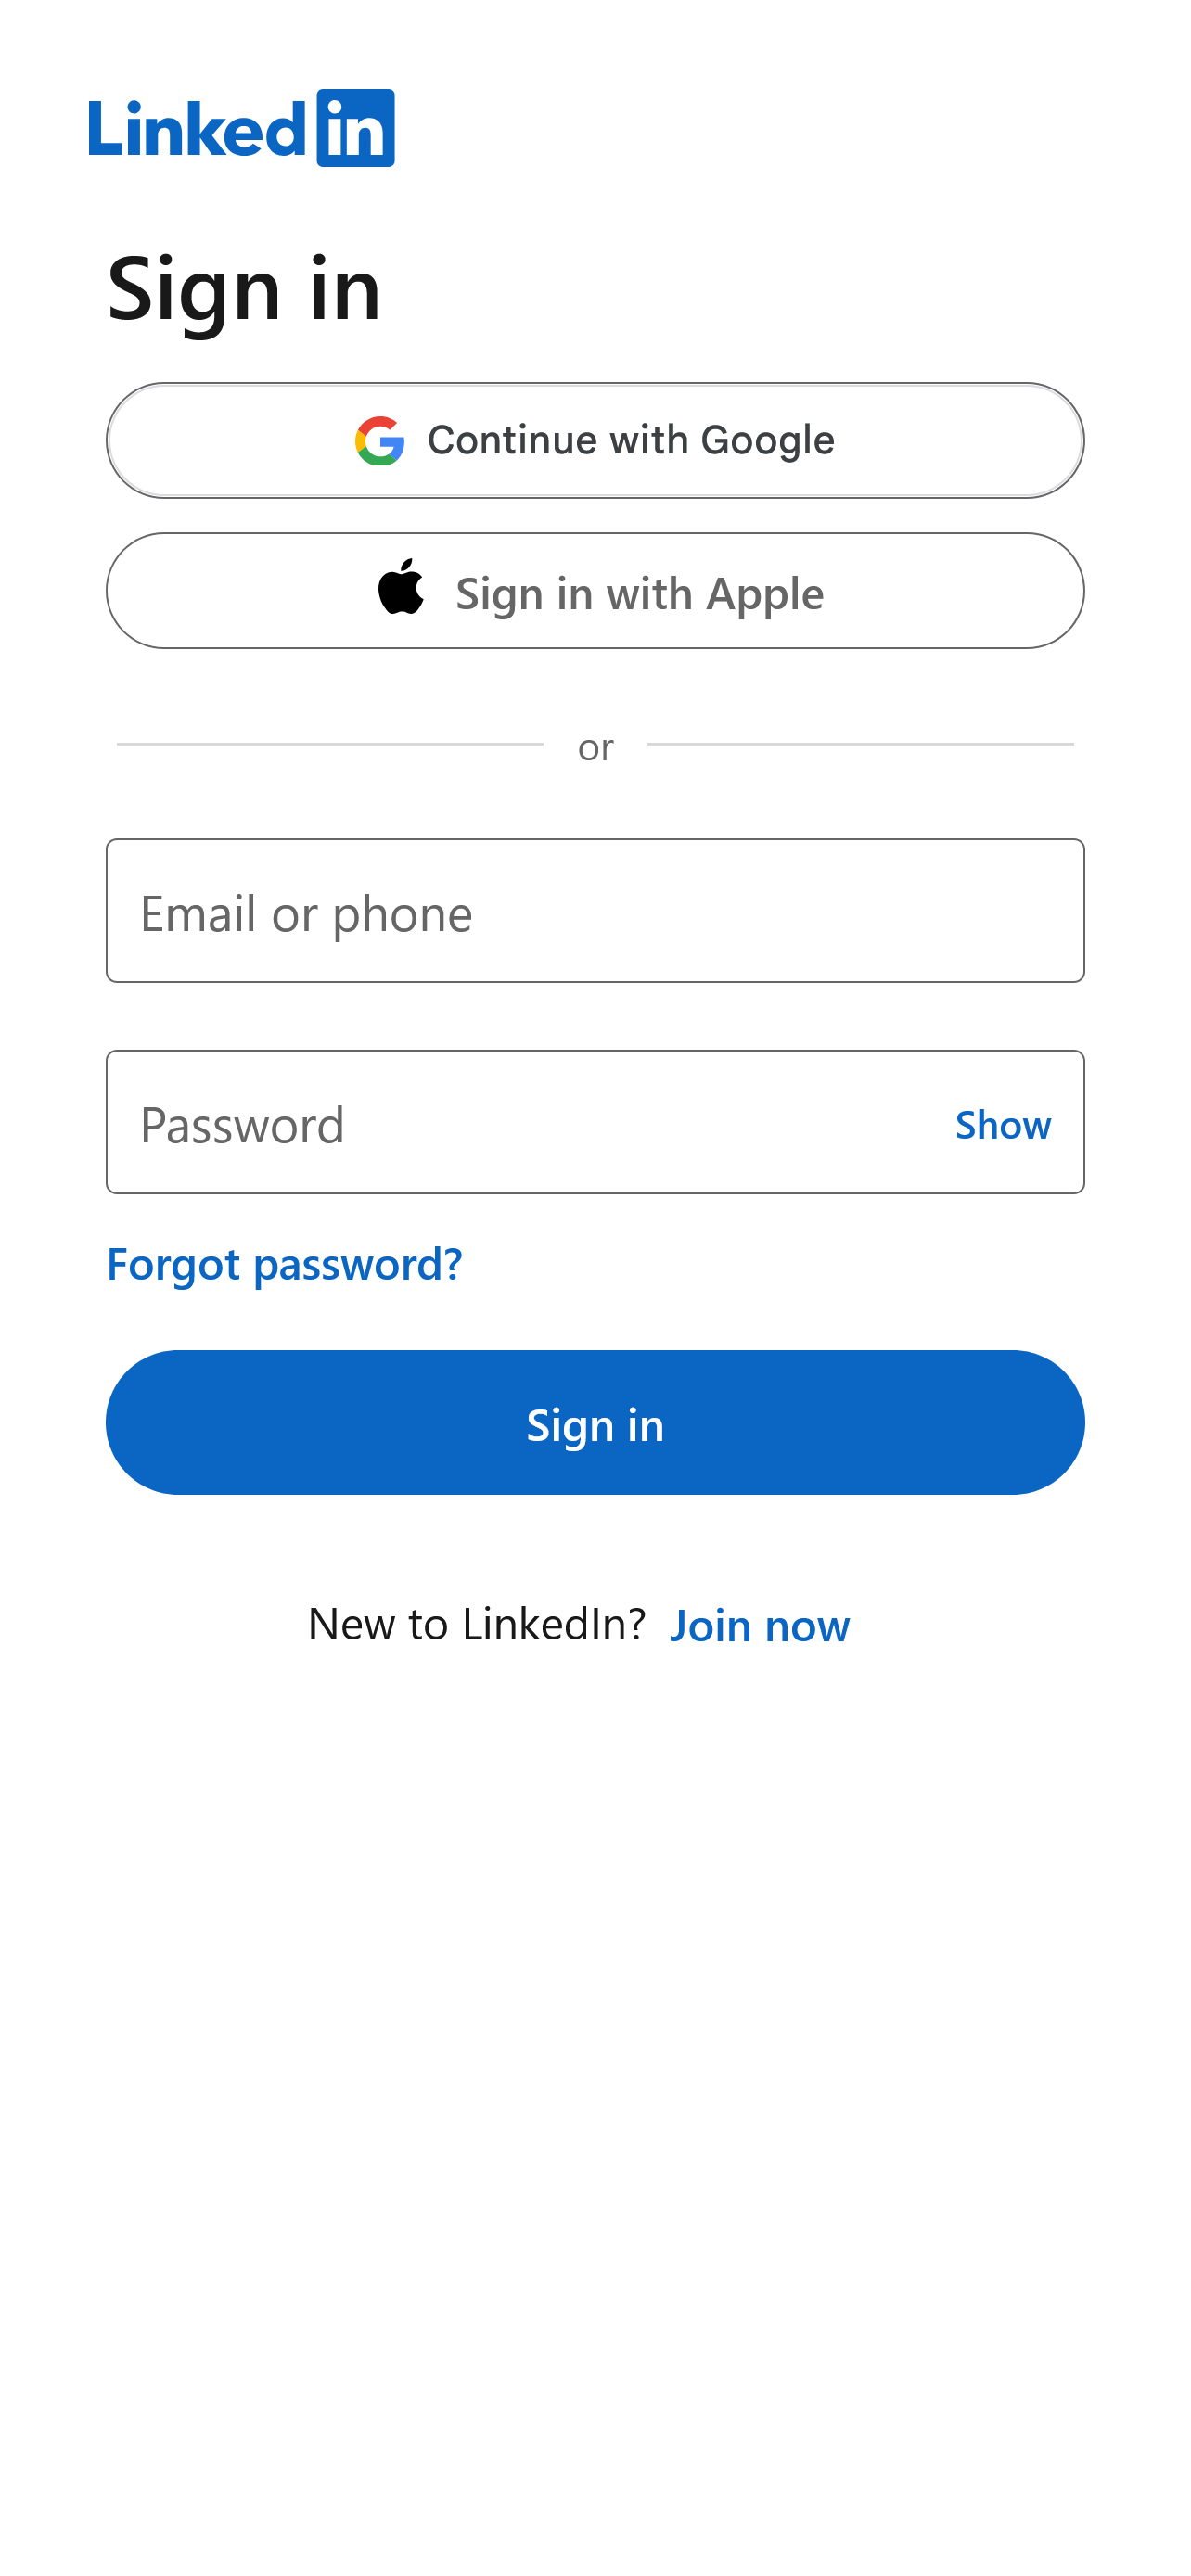 Linkedin
Sign in
Continue with Google
Sign in with Apple
or
Email or phone
Password
Show
Forgot password?
Sign in
New to LinkedIn? Join now